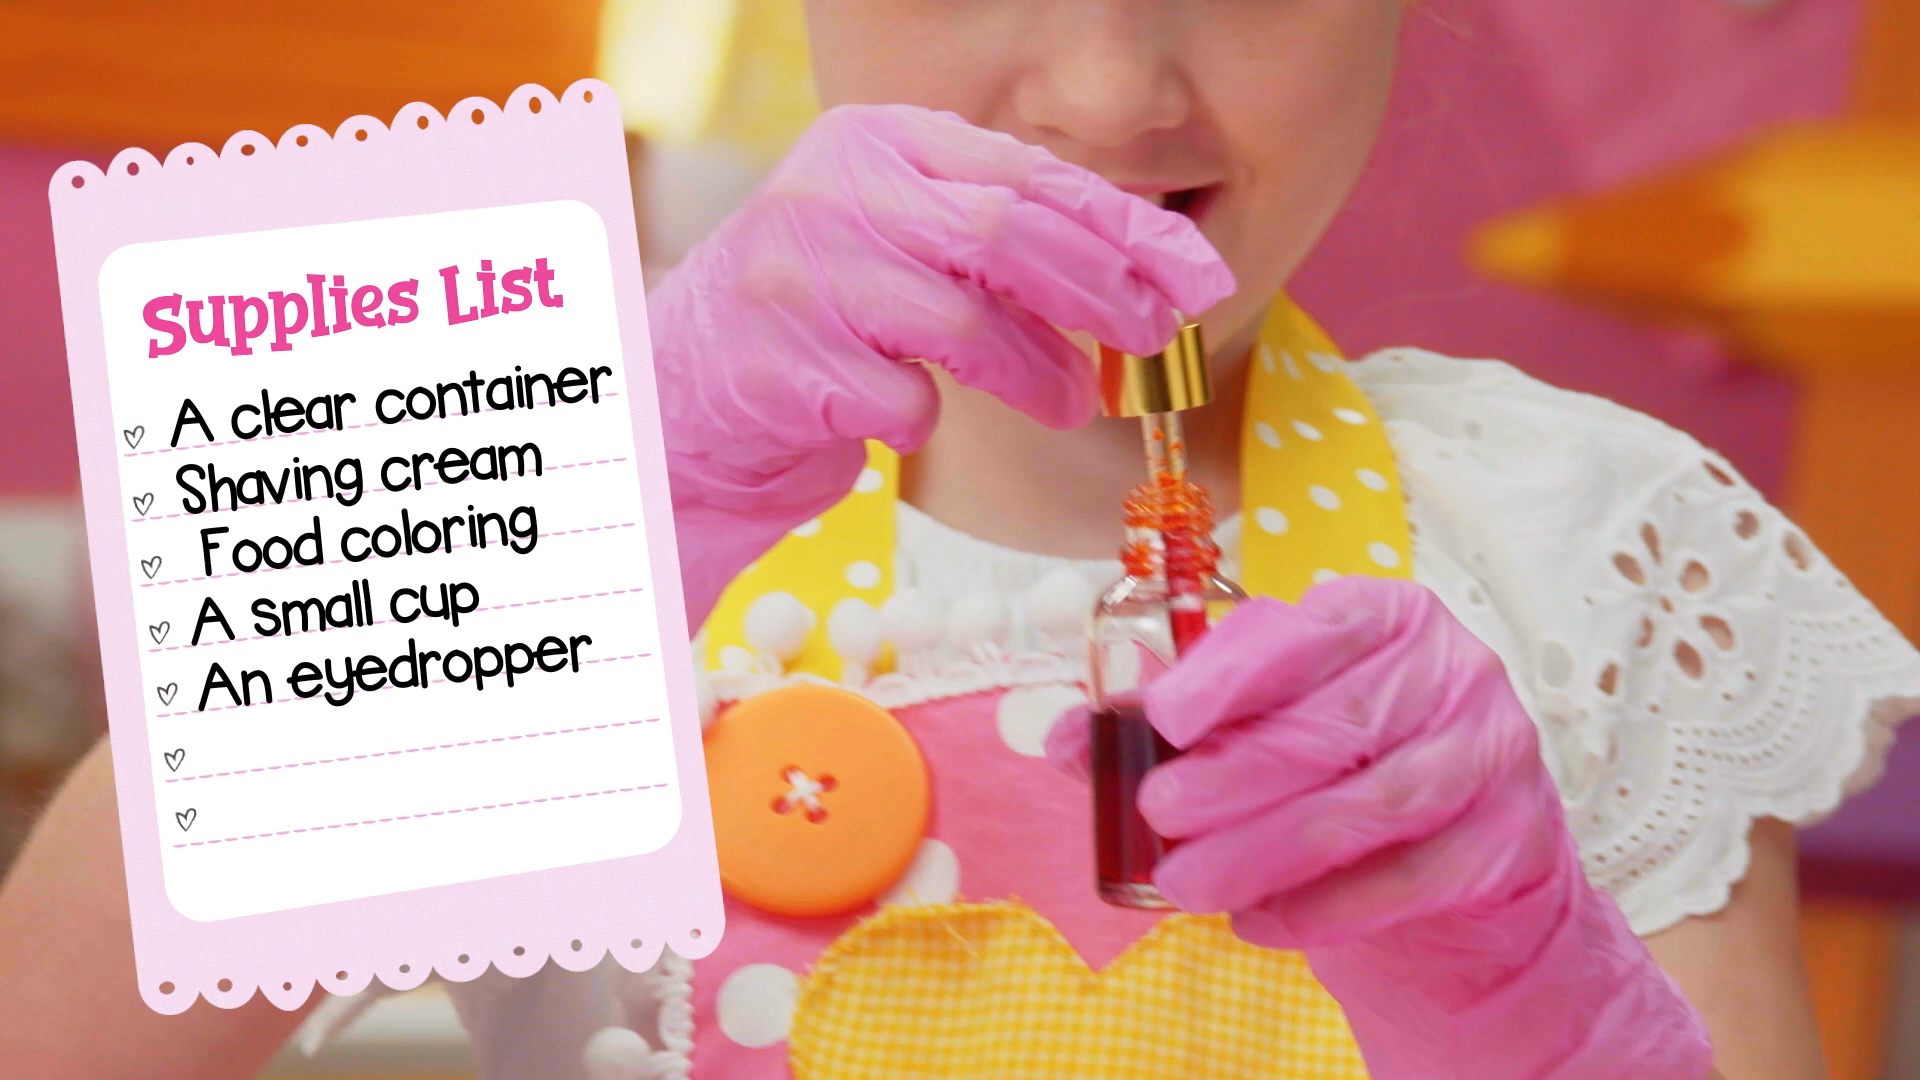 Supplies List
A clear container
Shaving cream
Food coloring
A small cup
An eyedropper